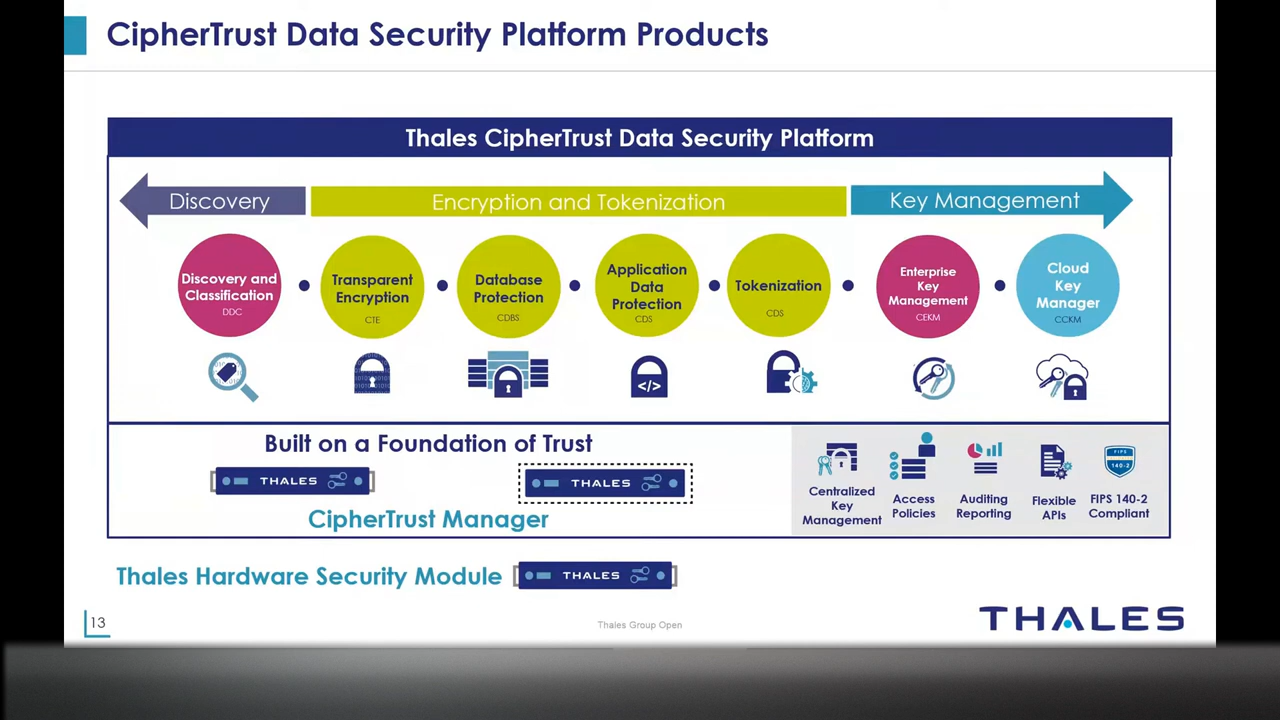 CipherTrust Data Security Platform Products
Thales CipherTrust Data Security Platform
Discovery
Encryption and Tokenization
Key Management
Discovery and
Classification
DDC
Transparent
Encryption
CTE
Database
Protection
CDBS
Application
Data
Protection
CDS
Tokenization
CDS
Enterprise
Key
Management
CEKM
Cloud
Key
Manager
CCKM
</>
Built on a Foundation of Trust
THALES
THALES
CipherTrust Manager
Centralized
Key
Management
Access
Policies
Auditing
Reporting
Flexible
APIs
FIPS
140-2
FIPS 140-2
Compliant
Thales Hardware Security Module
THALES
13
Thales Group Open
THALES